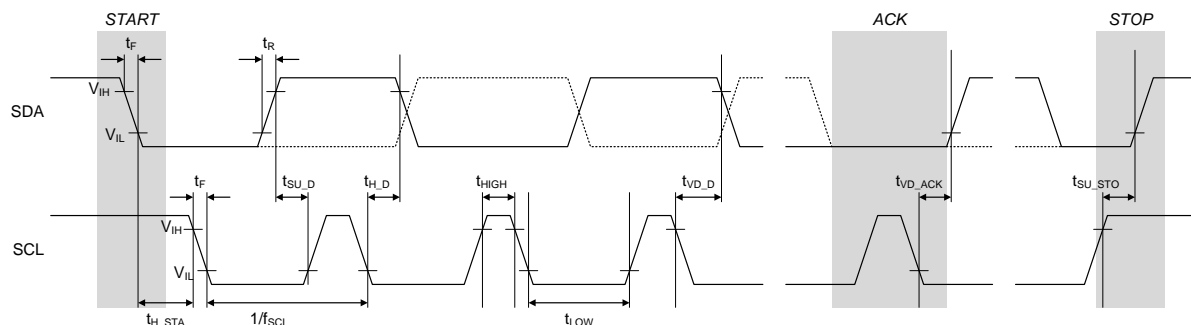 START ACK STOP
tF tR
VIH
SDA
VIL
tF tSU_D tH_D tHIGH tVD_D tVD_ACK tSU_STO
VIH
SCL
VIL
tH_STA 1/fSCL tLOW